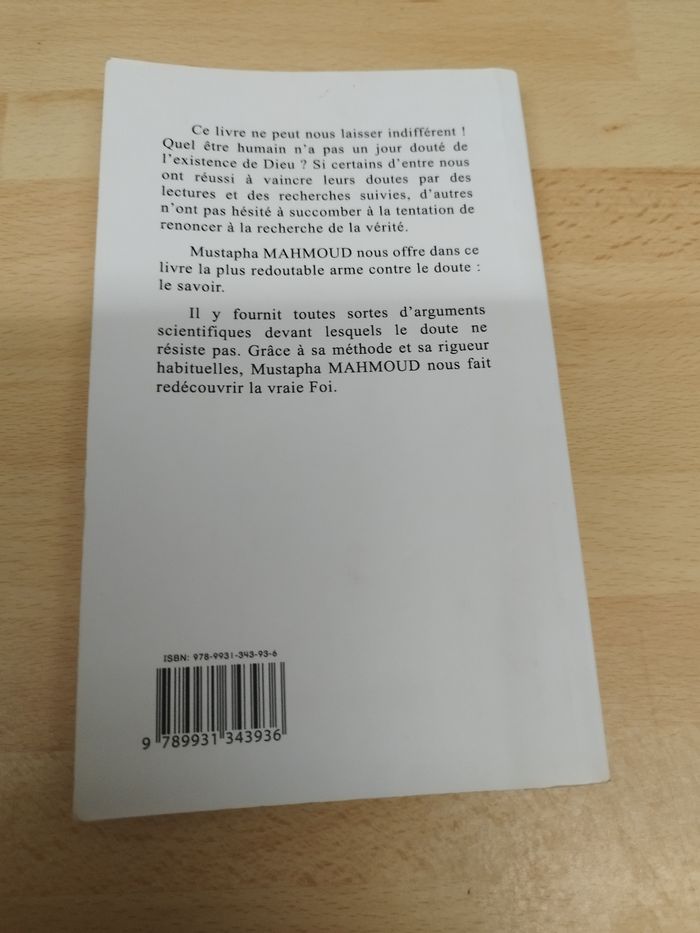 Ce livre ne peut nous laisser indifférent !
Quel être humain n'a pas un jour douté de
l'existence de Dieu ? Si certains d'entre nous
ont réussi à vaincre leurs doutes par des
lectures et des recherches suivies, d'autres
n'ont pas hésité à succomber à la tentation de
renoncer à la recherche de la vérité.
Mustapha MAHMOUD nous offre dans ce
livre la plus redoutable arme contre le doute :
le savoir.
Il y fournit toutes sortes d'arguments
scientifiques devant lesquels le doute ne
résiste pas. Grâce à sa méthode et sa rigueur
habituelles, Mustapha MAHMOUD nous fait
redécouvrir la vraie Foi.
ISBN: 978-9931-343-93-6
9 789931 343936